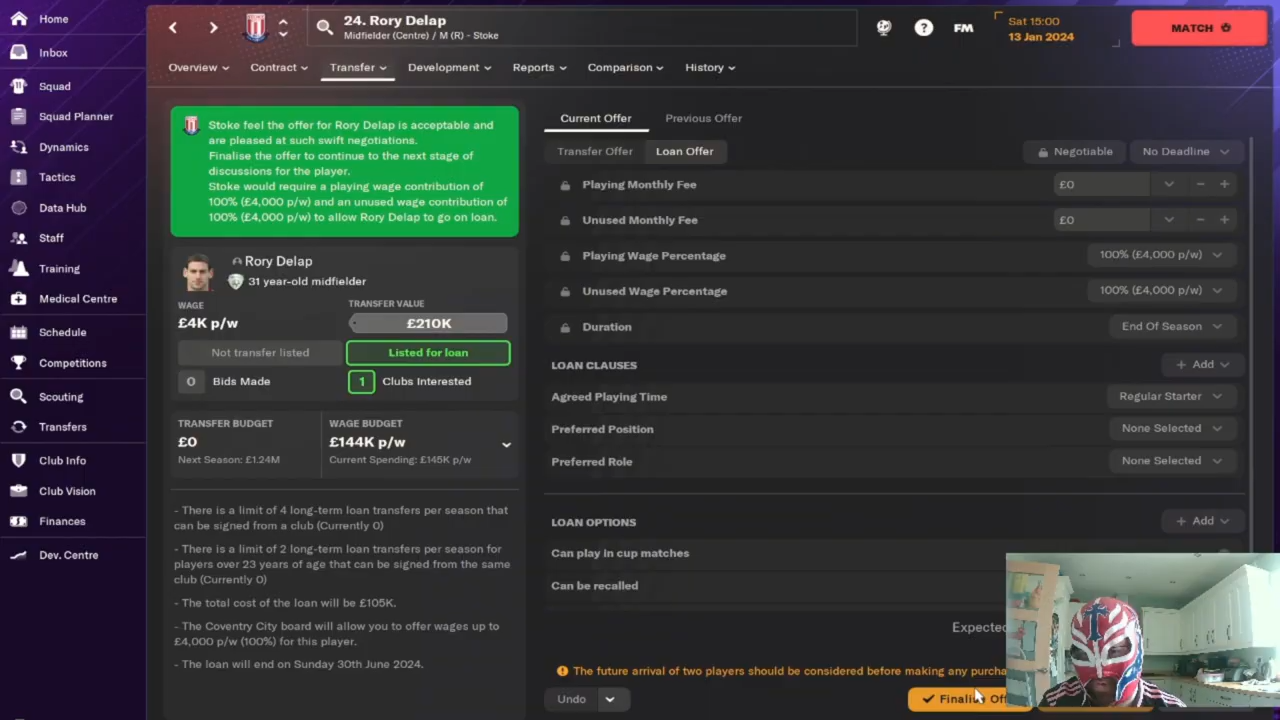 Home
Inbox
Squad
Squad Planner
Dynamics
Tactics
Data Hub
Staff
Training
Medical Centre
Schedule
Competitions
Scouting
Transfers
Club Info
Club Vision
Finances
Dev. Centre
24. Rory Delap
Midfielder (Centre) / M (R) - Stoke
?
FM
Sat 15:00
13 Jan 2024
MATCH
Overview
Contract
Transfer
Development
Reports
Comparison
History
Stoke feel the offer for Rory Delap is acceptable and
are pleased at such swift negotiations.
Finalise the offer to continue to the next stage of
discussions for the player.
Stoke would require a playing wage contribution of
100% (£4,000 p/w) and an unused wage contribution of
100% (£4,000 p/w) to allow Rory Delap to go on loan.
Rory Delap
31 year-old midfielder
WAGE
£4K p/w
TRANSFER VALUE
£210K
Not transfer listed
Listed for loan
0 Bids Made
1 Clubs Interested
TRANSFER BUDGET
£0
Next Season: £1.24M
WAGE BUDGET
£144K p/w
Current Spending: £145K p/w
- There is a limit of 4 long-term loan transfers per season that
can be signed from a club (Currently 0)
- There is a limit of 2 long-term loan transfers per season for
players over 23 years of age that can be signed from the same
club (Currently 0)
- The total cost of the loan will be £105K.
- The Coventry City board will allow you to offer wages up to
£4,000 p/w (100%) for this player.
- The loan will end on Sunday 30th June 2024.
Current Offer
Previous Offer
Transfer Offer
Loan Offer
Negotiable
No Deadline
Playing Monthly Fee £0
Unused Monthly Fee £0
Playing Wage Percentage 100% (£4,000 p/w)
Unused Wage Percentage 100% (£4,000 p/w)
Duration End Of Season
LOAN CLAUSES + Add
Agreed Playing Time Regular Starter
Preferred Position None Selected
Preferred Role None Selected
LOAN OPTIONS + Add
Can play in cup matches
Can be recalled
Expected
The future arrival of two players should be considered before making any purcha
Undo
Finalise Off